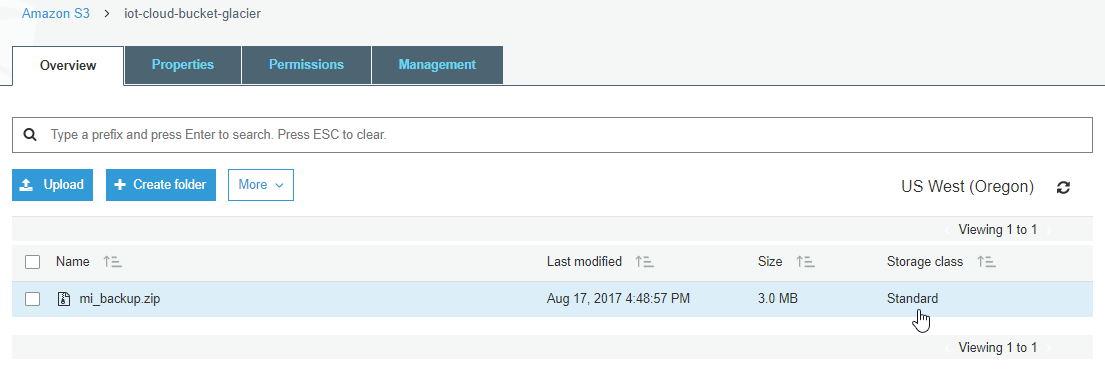 Amazon S3 > iot-cloud-bucket-glacier
Overview Properties Permissions Management
Type a prefix and press Enter to search. Press ESC to clear.
Upload + Create folder More US West (Oregon)
Viewing 1 to 1
Name Last modified Size Storage class
mi_backup.zip Aug 17, 2017 4:48:57 PM 3.0 MB Standard
Viewing 1 to 1